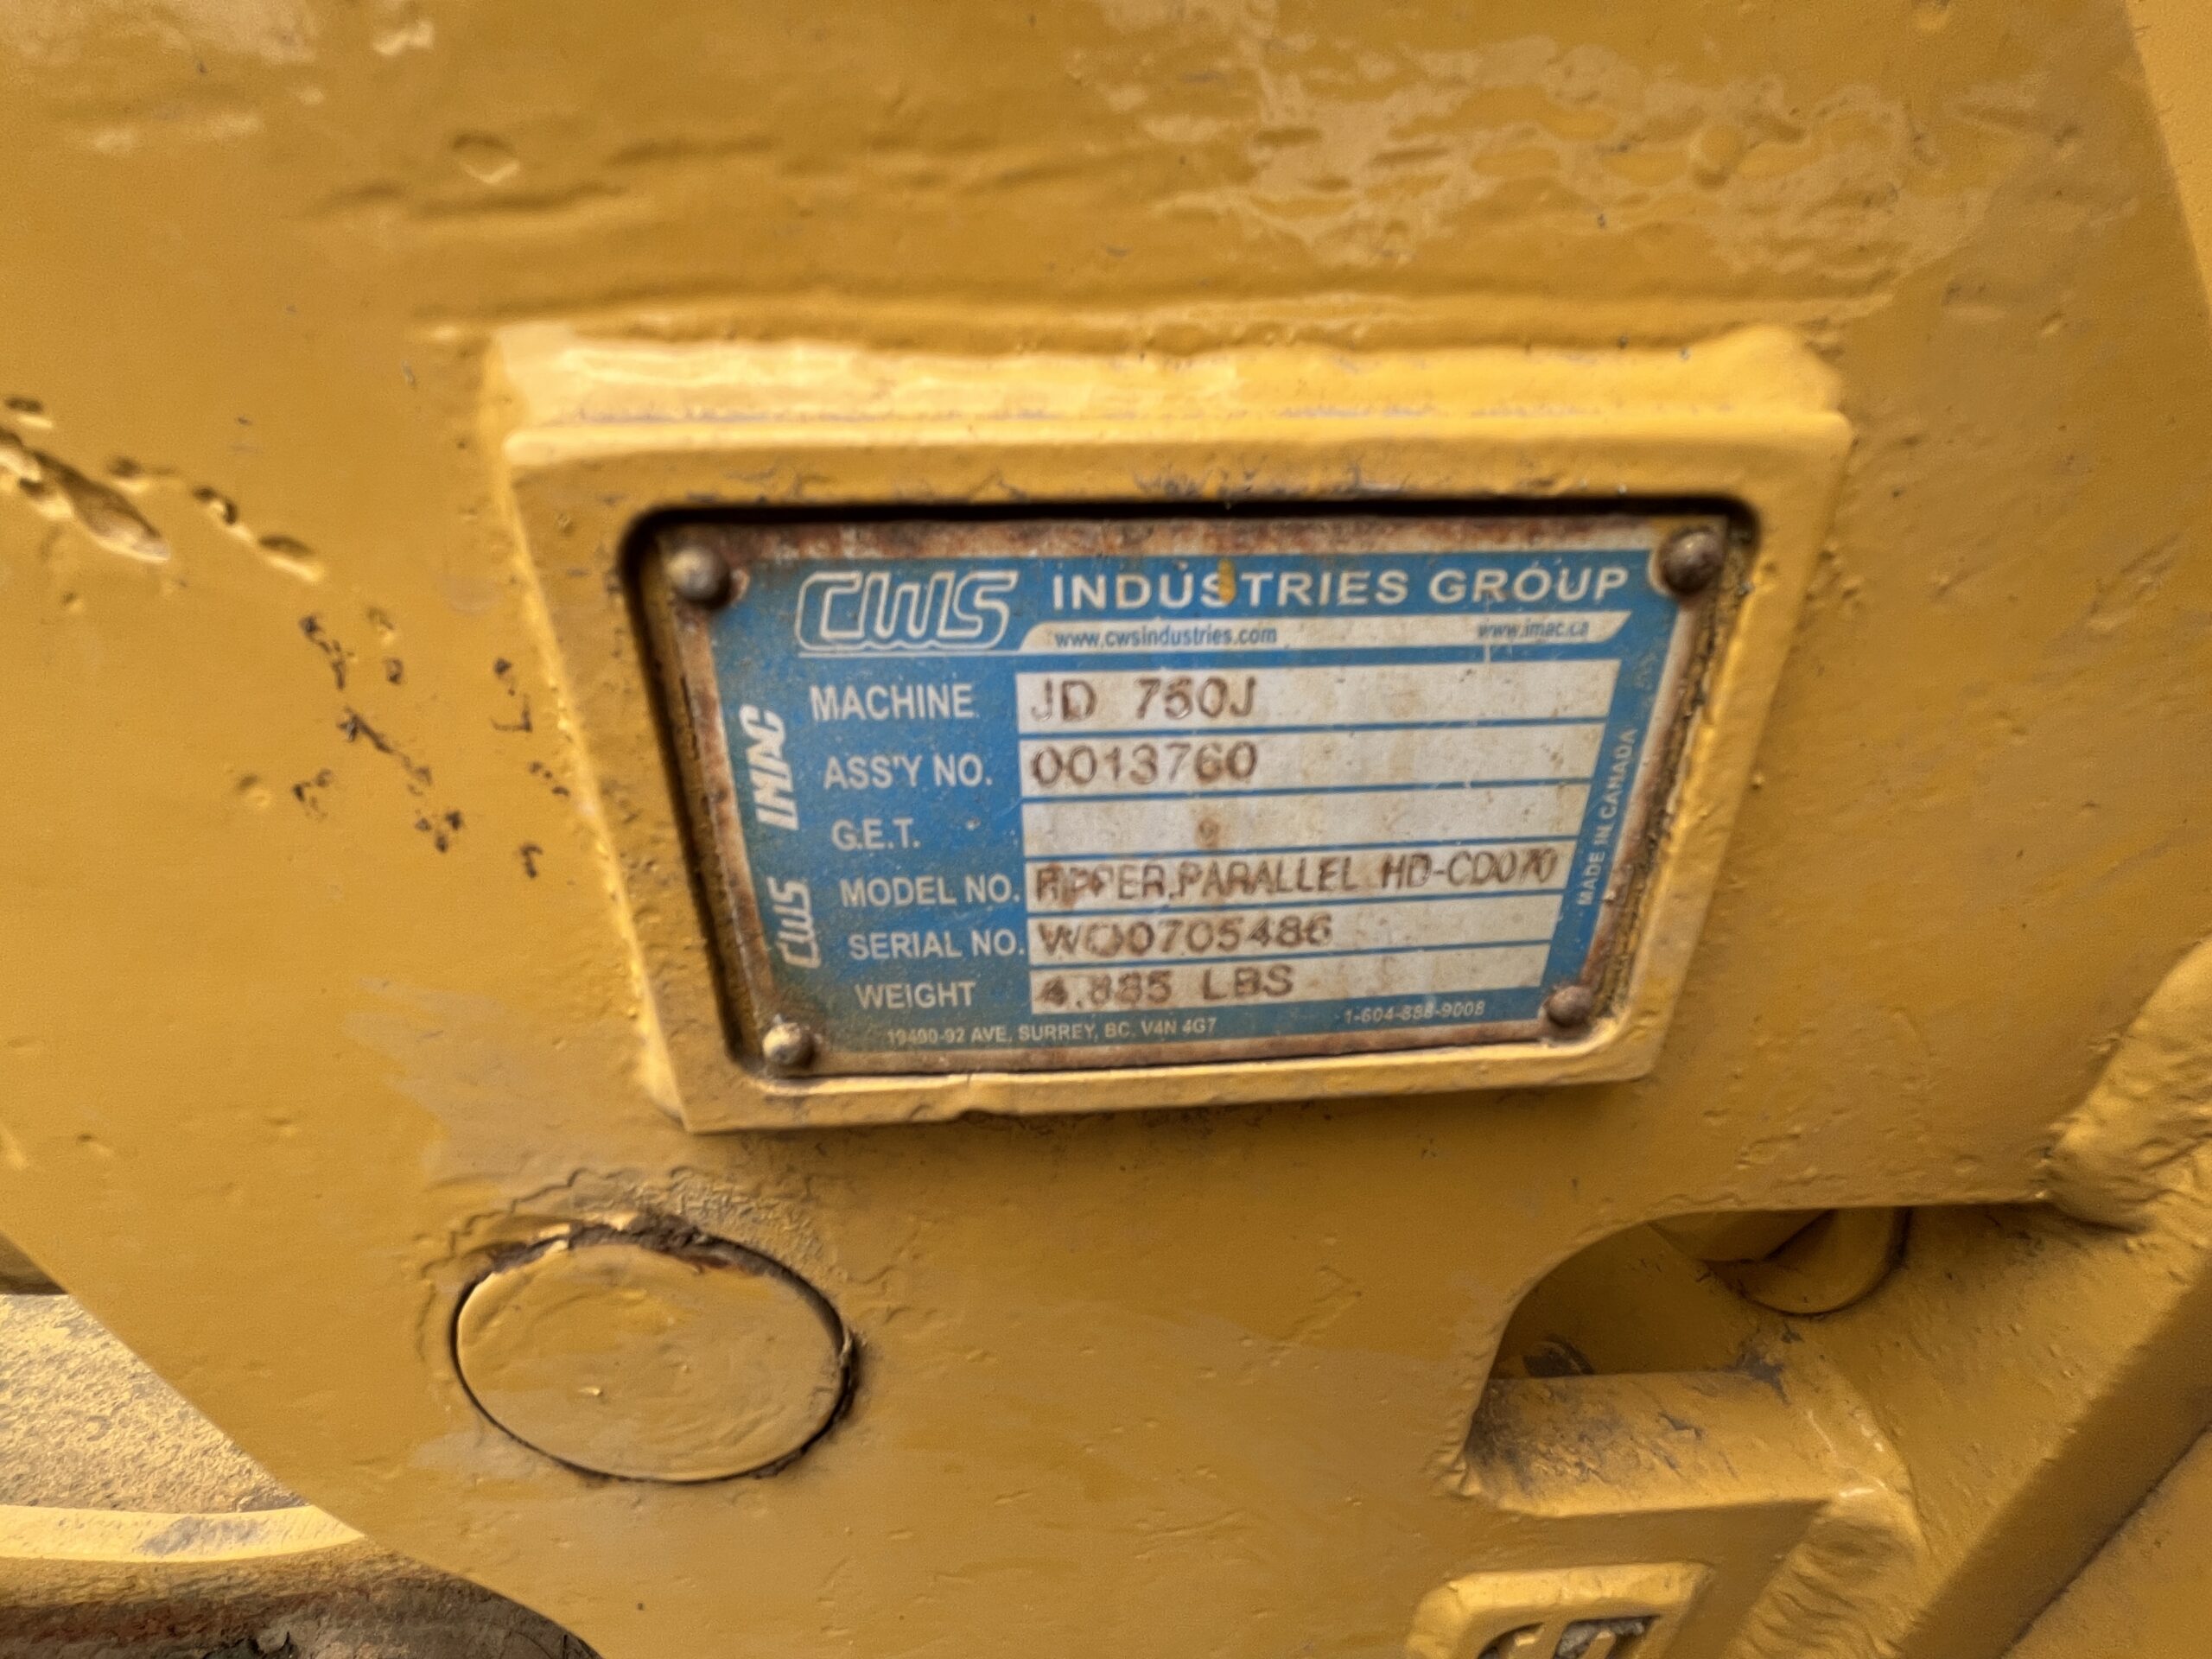 CWS INDUSTRIES GROUP
www.cwsindustries.com www.imac.ca
MACHINE JD 750J
ASS'Y NO. 0013760
G.E.T.
MODEL NO. RIPPER,PARALLEL HD-CD070
SERIAL NO. WO0705486
WEIGHT 4,885 LBS
19490-92 AVE, SURREY, BC. V4N 4G7 1-604-888-9008
CWS IMAC
MADE IN CANADA